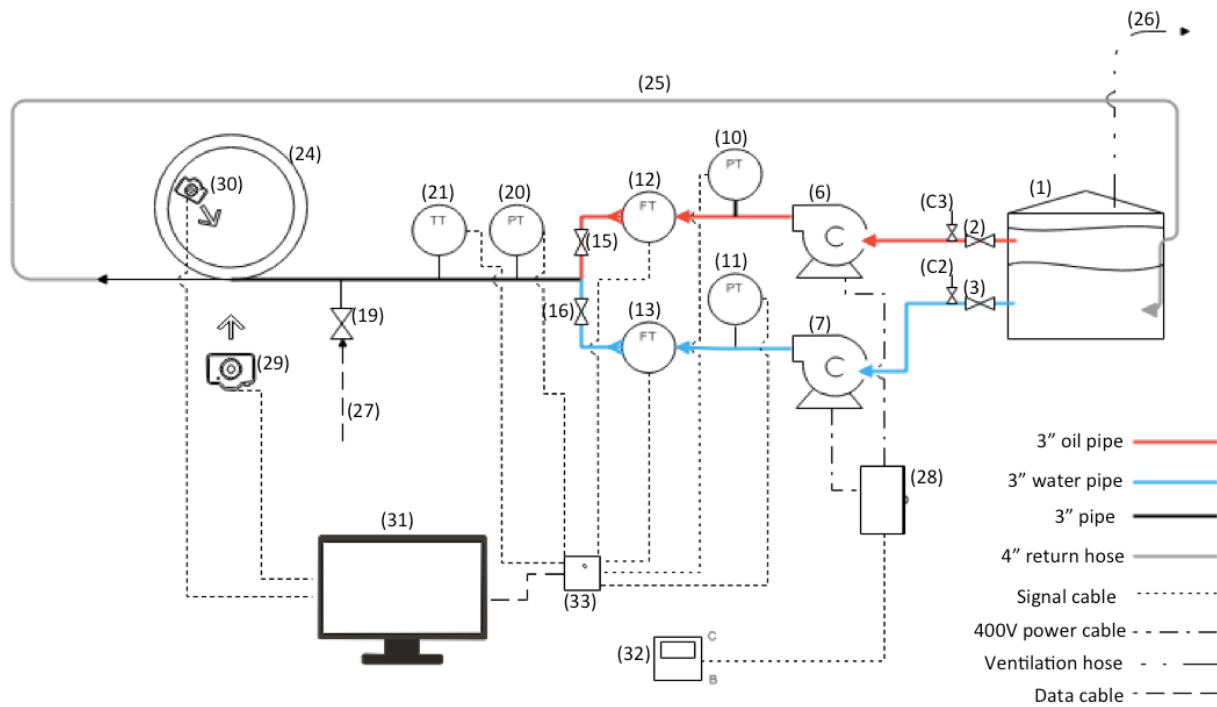 (26)
(25)
(10)
(24)
(30)
(21)
(20)
(12)
PT
(6)
(1)
TT
PT
FT
C
(C3)
(2)
(15)
(11)
(C2)
(3)
PT
(16)
(13)
(7)
(19)
FT
C
(29)
(27)
3” oil pipe
(28)
3” water pipe
(31)
3” pipe
4” return hose
(33)
Signal cable
400V power cable
C
(32)
B
Ventilation hose
Data cable